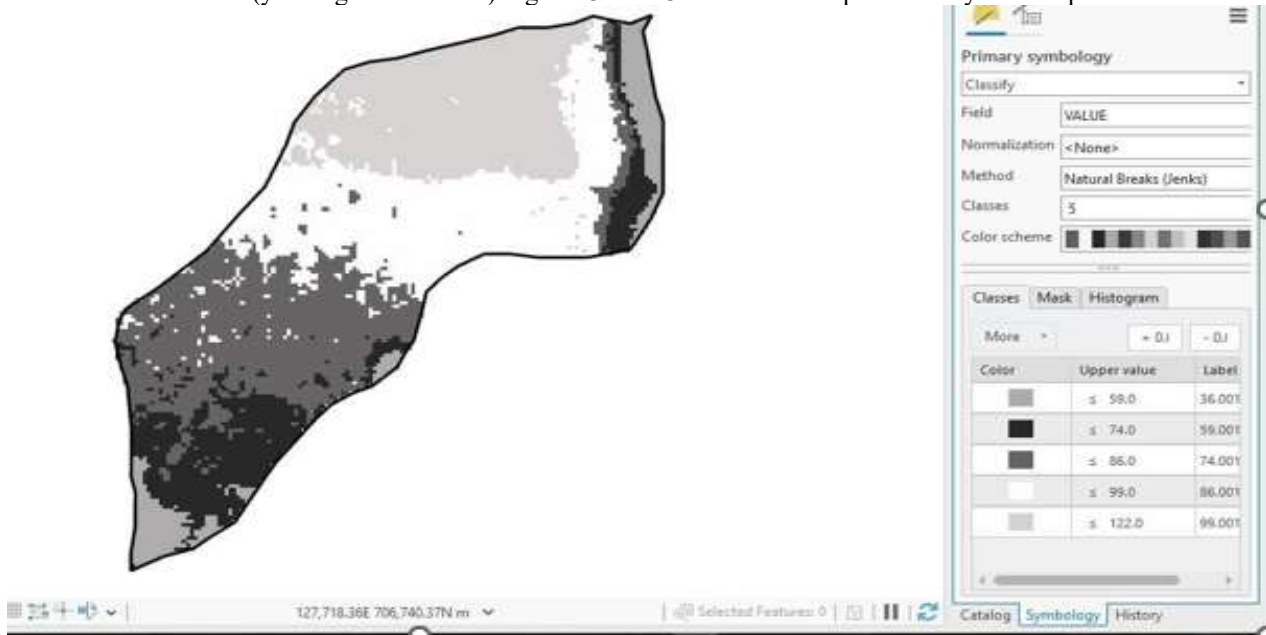 Primary symbology
Classify
Field VALUE
Normalization <None>
Method Natural Breaks (Jenks)
Classes 5
Color scheme
Classes Mask Histogram
More
Color Upper value Label
≤ 59.0 36.001
≤ 74.0 59.001
≤ 86.0 74.001
≤ 99.0 86.001
≤ 122.0 99.001
127,718.36E 706,740.37N m
Selected Features: 0
Catalog Symbology History